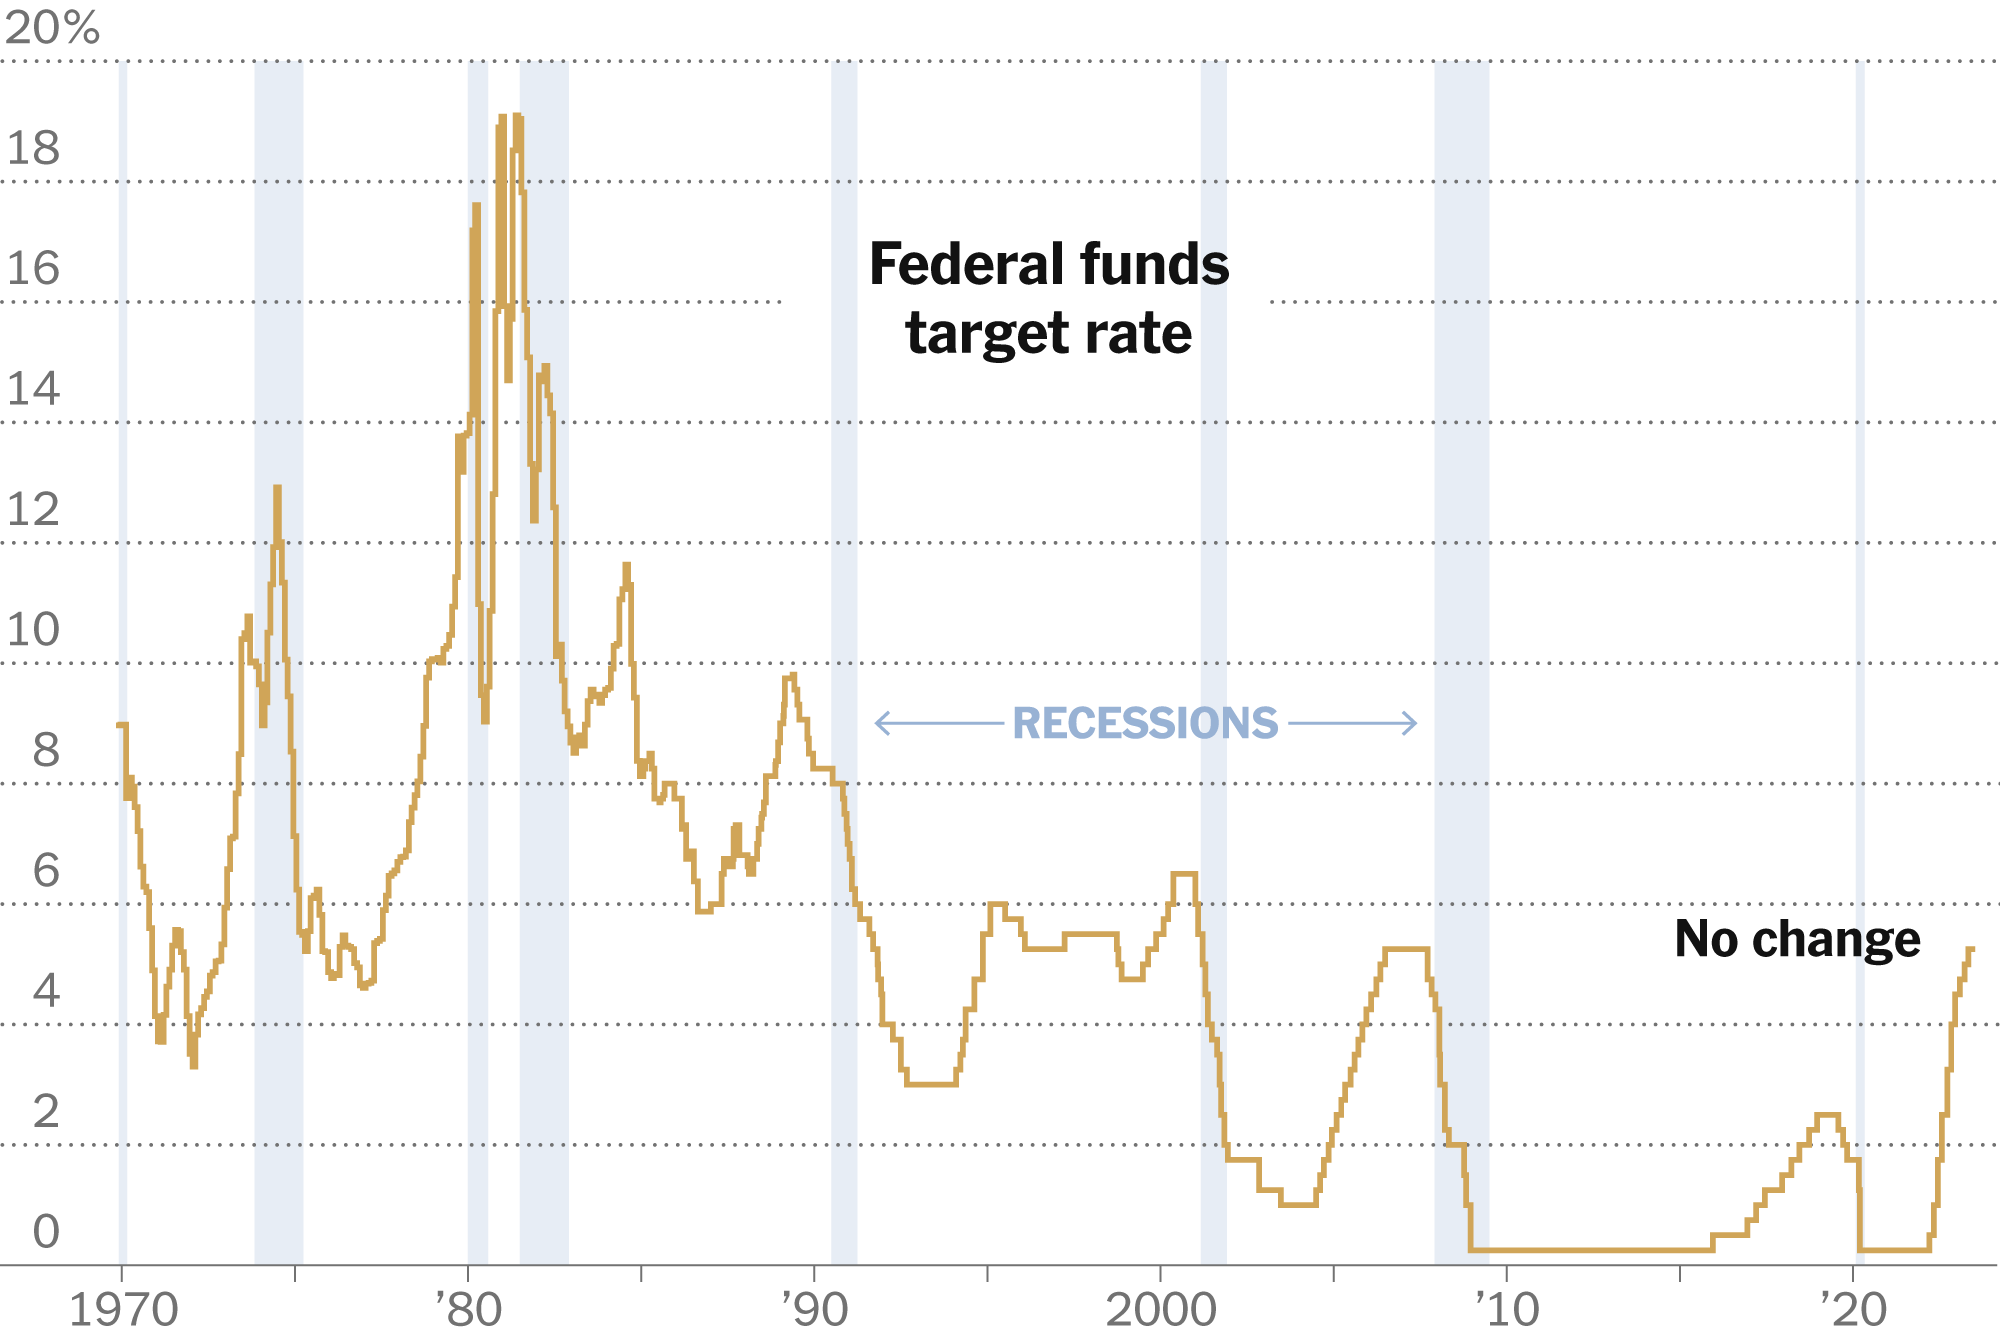 20%
18
16
14
12
10
8
6
4
2
0
Federal funds
target rate
RECESSIONS
No change
1970 ’80 ’90 2000 ’10 ’20